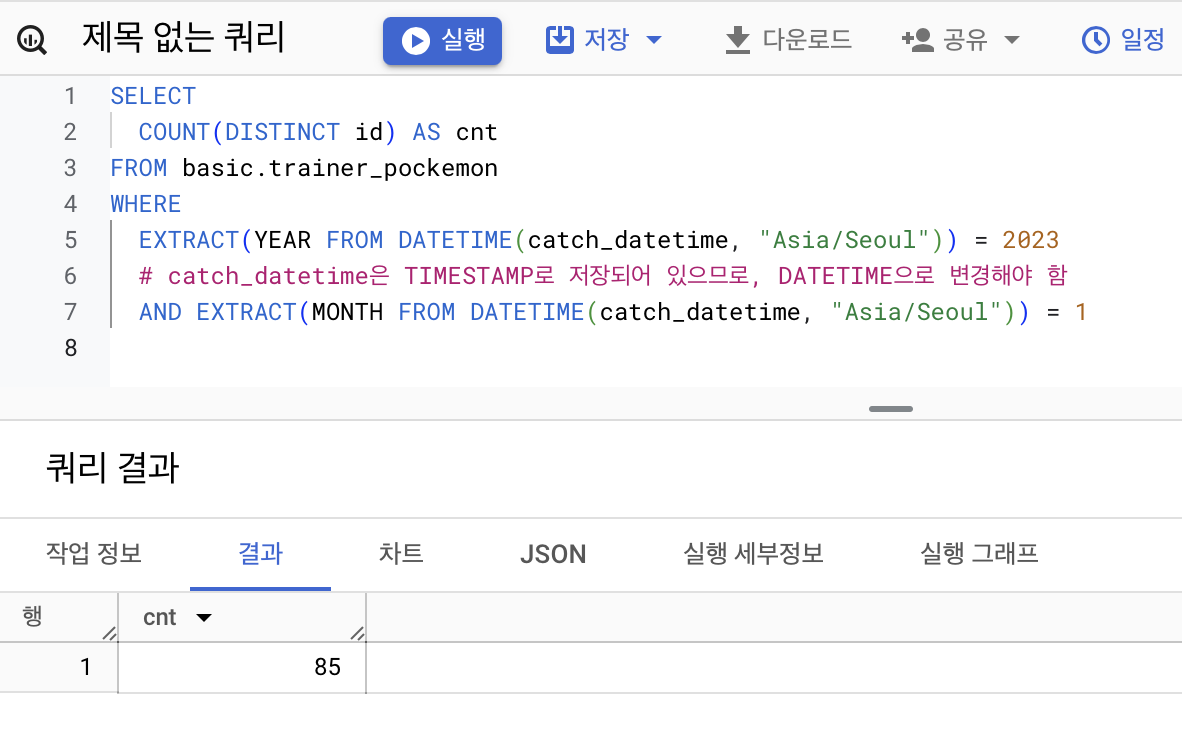 제목 없는 쿼리 실행 저장 다운로드 공유 일정
1 SELECT
2 COUNT(DISTINCT id) AS cnt
3 FROM basic.trainer_pockemon
4 WHERE
5 EXTRACT(YEAR FROM DATETIME(catch_datetime, "Asia/Seoul")) = 2023
6 # catch_datetime은 TIMESTAMP로 저장되어 있으므로, DATETIME으로 변경해야 함
7 AND EXTRACT(MONTH FROM DATETIME(catch_datetime, "Asia/Seoul")) = 1
8
쿼리 결과
작업 정보 결과 차트 JSON 실행 세부정보 실행 그래프
행 cnt
1 85